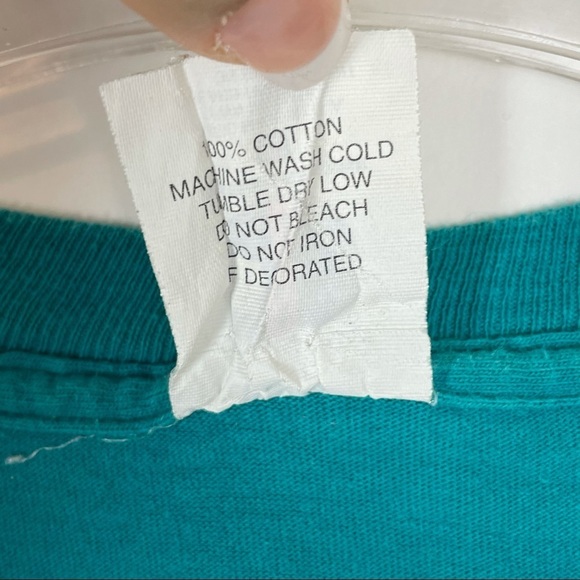 100% COTTON
MACHINE WASH COLD
TUMBLE DRY LOW
DO NOT BLEACH
DO NOT IRON
IF DECORATED